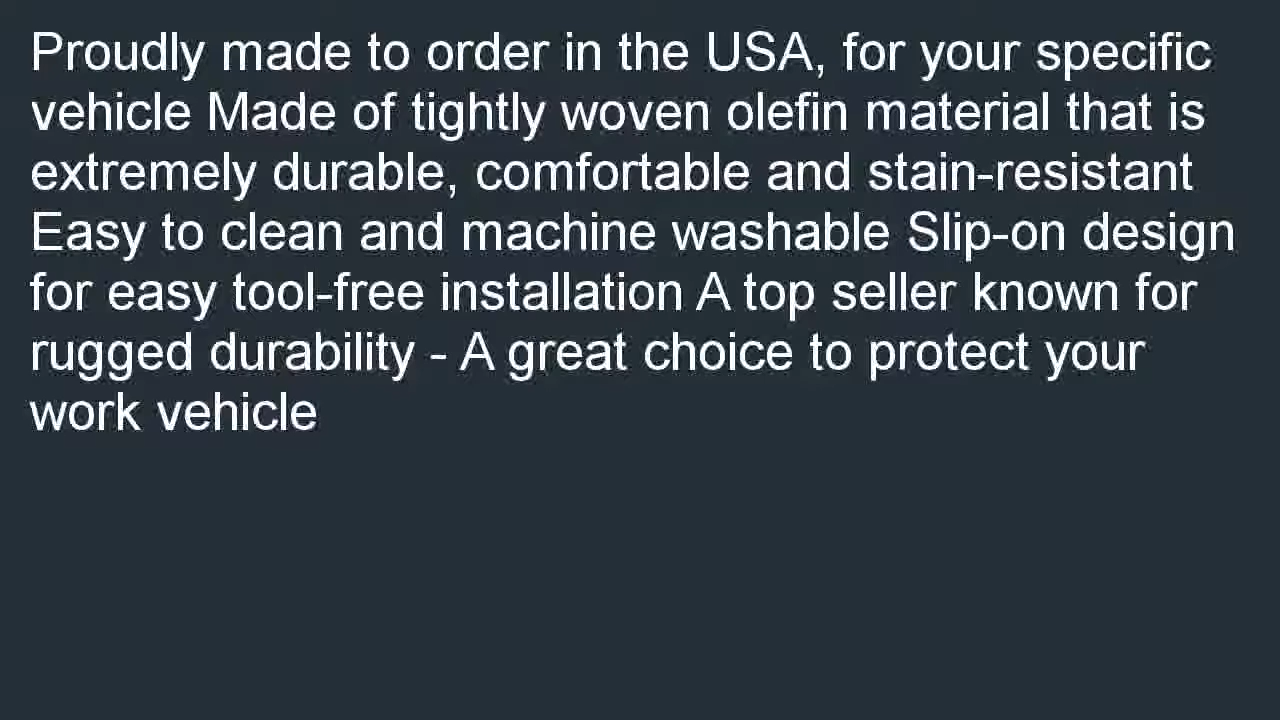 Proudly made to order in the USA, for your specific
vehicle Made of tightly woven olefin material that is
extremely durable, comfortable and stain-resistant
Easy to clean and machine washable Slip-on design
for easy tool-free installation A top seller known for
rugged durability - A great choice to protect your
work vehicle